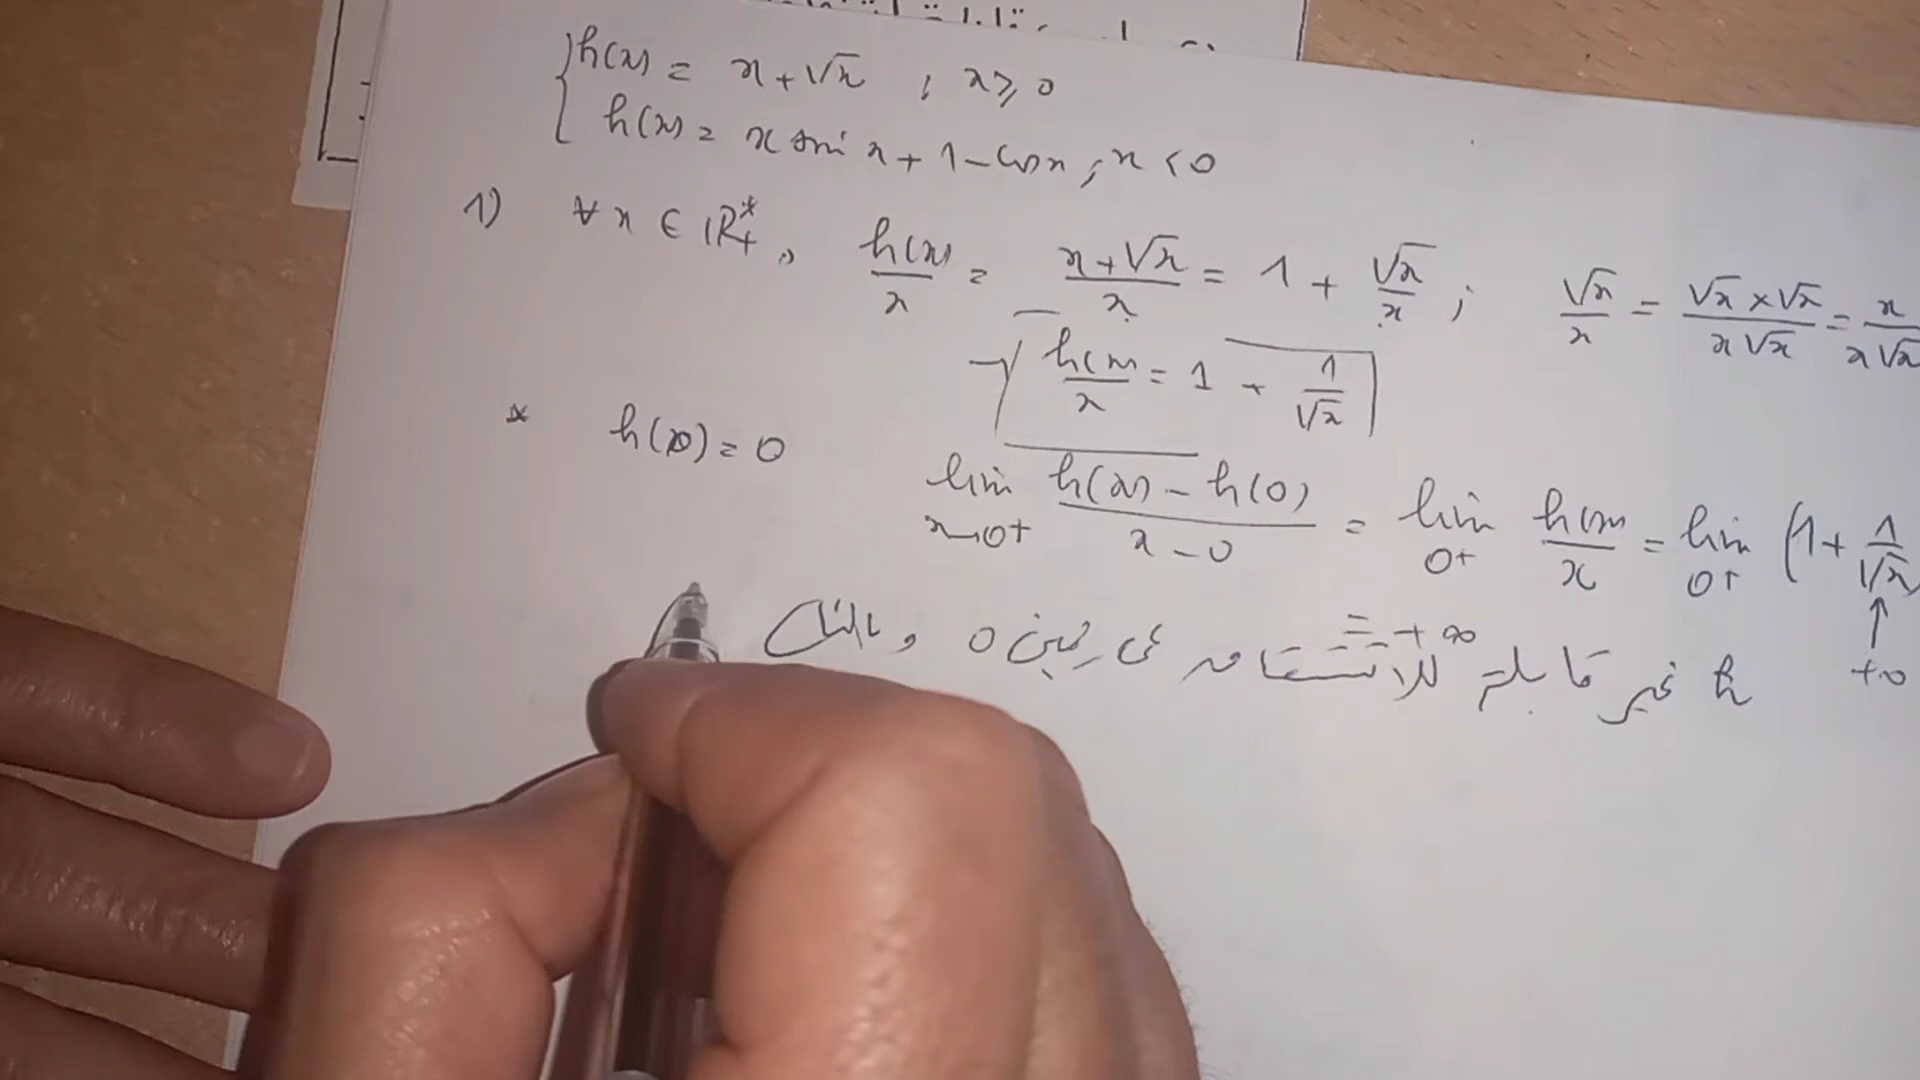 h(x) = x + √x ; x ≥ 0
h(x) = x sin x + 1 - cos x ; x < 0
1) ∀ x ∈ ℝ₊* , h(x)/x = (x + √x)/x = 1 + √x/x ; √x/x = (√x × √x)/(x √x) = x/(x √x)
h(x)/x = 1 + 1/√x
* h(0) = 0
lim x→0+ (h(x) - h(0))/(x - 0) = lim 0+ h(x)/x = lim 0+ (1 + 1/√x)
= +∞
h غير قابلة للاشتقاق على يمين 0 وبالتالي